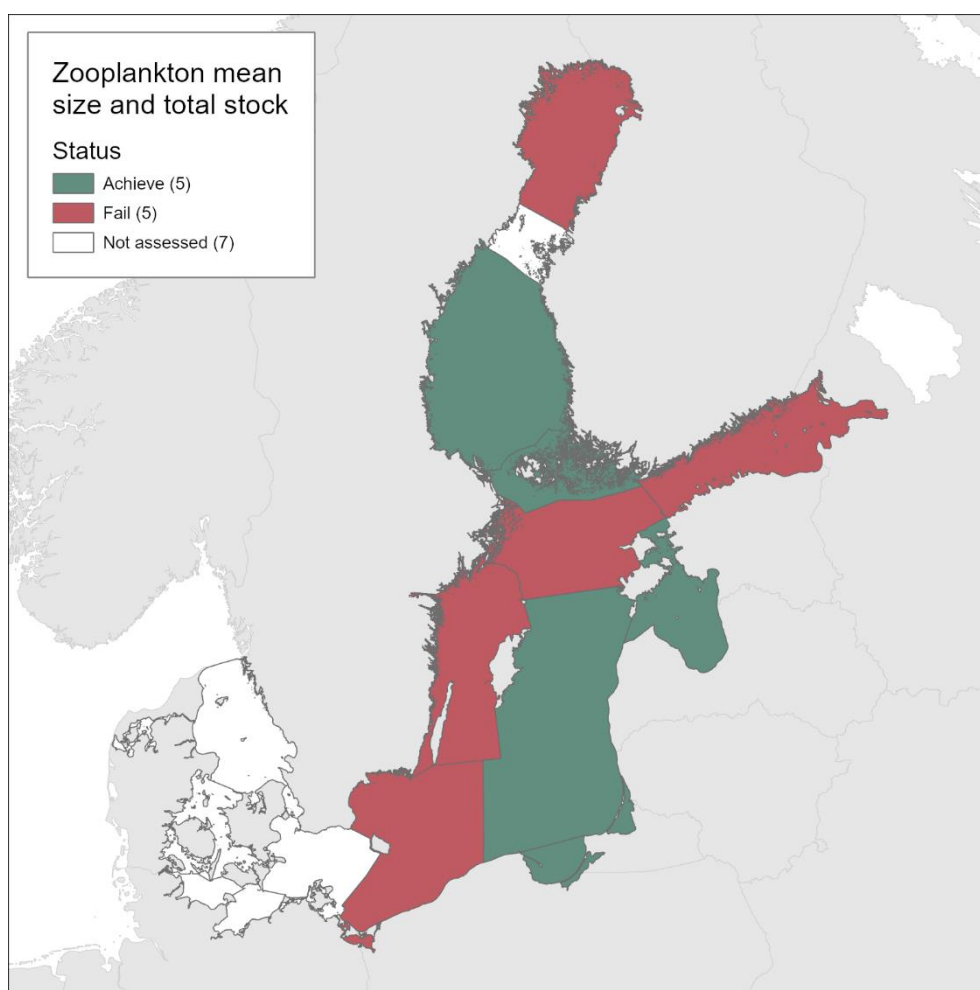 Zooplankton mean
size and total stock
Status
Achieve (5)
Fail (5)
Not assessed (7)